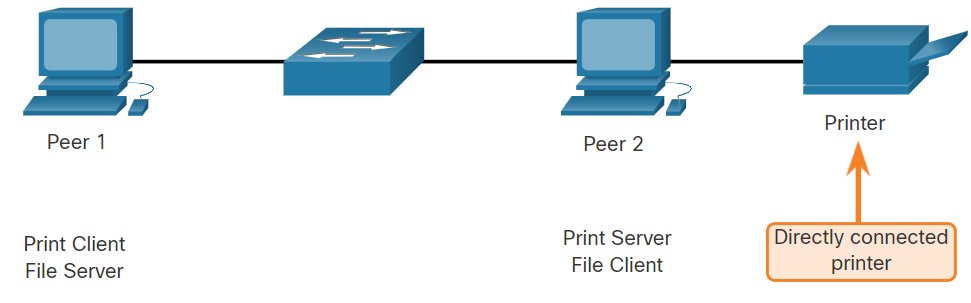 Peer 1
Peer 2
Printer
Print Client
File Server
Print Server
File Client
Directly connected
printer